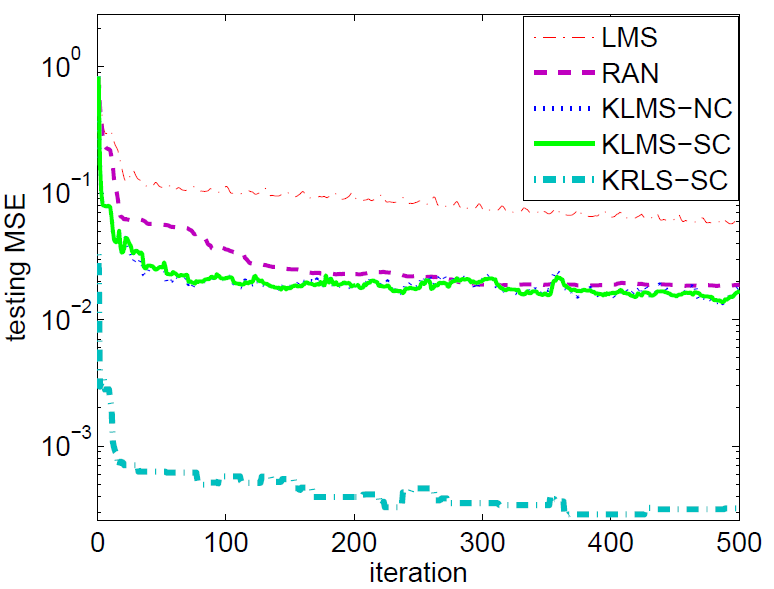 LMS
RAN
KLMS−NC
KLMS−SC
KRLS−SC
testing MSE
10^0
10^−1
10^−2
10^−3
0 100 200 300 400 500
iteration